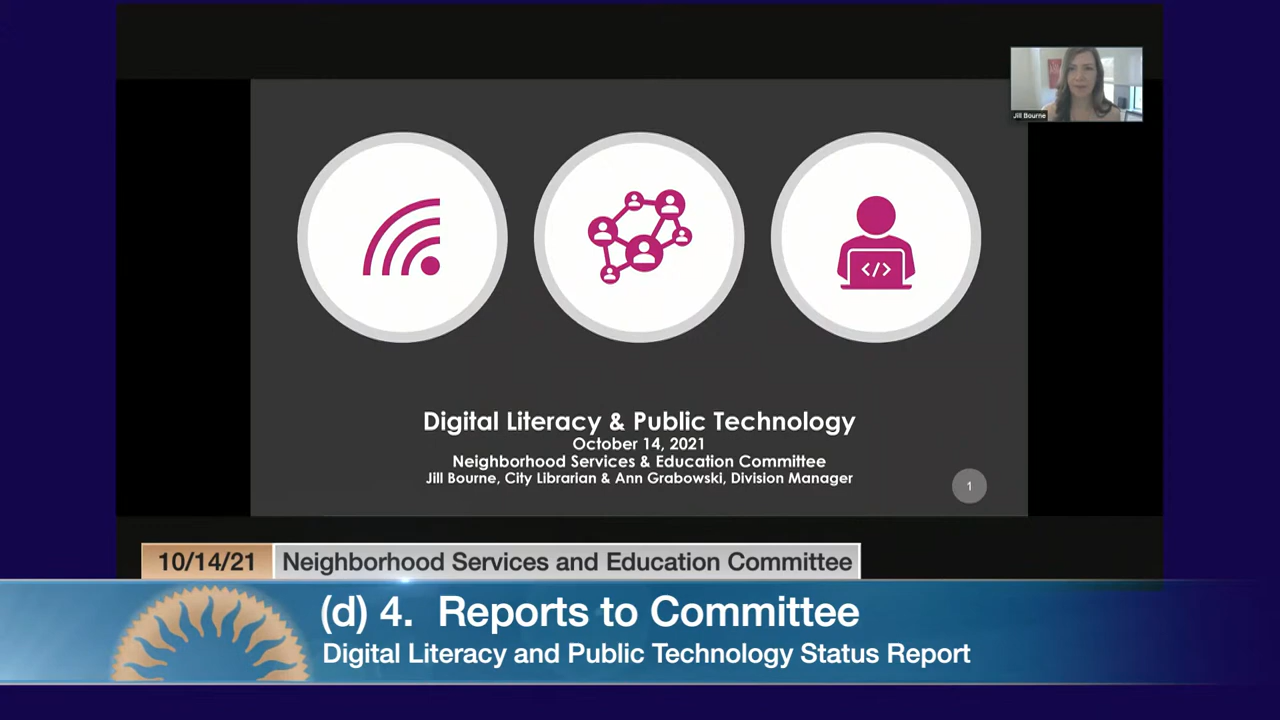 Jill Bourne
</>
Digital Literacy & Public Technology
October 14, 2021
Neighborhood Services & Education Committee
Jill Bourne, City Librarian & Ann Grabowski, Division Manager
1
10/14/21
Neighborhood Services and Education Committee
(d) 4. Reports to Committee
Digital Literacy and Public Technology Status Report